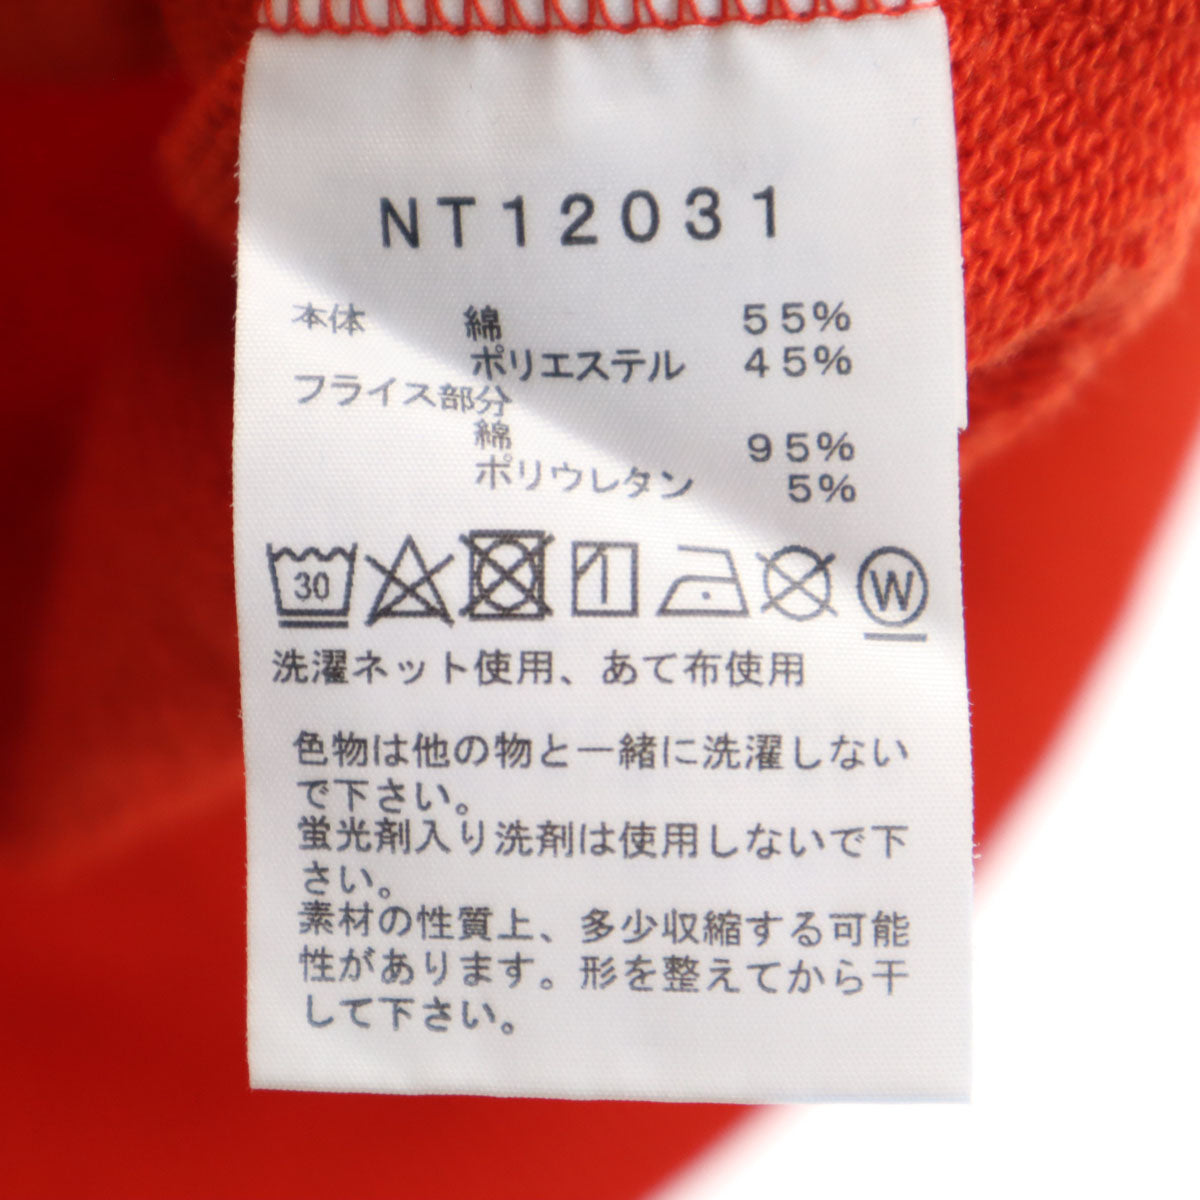 NT12031
本体 綿 55%
ポリエステル 45%
フライス部分
綿 95%
ポリウレタン 5%
30 W
洗濯ネット使用、あて布使用
色物は他の物と一緒に洗濯しない
で下さい。
蛍光剤入り洗剤は使用しないで下
さい。
素材の性質上、多少収縮する可能
性があります。形を整えてから干
して下さい。